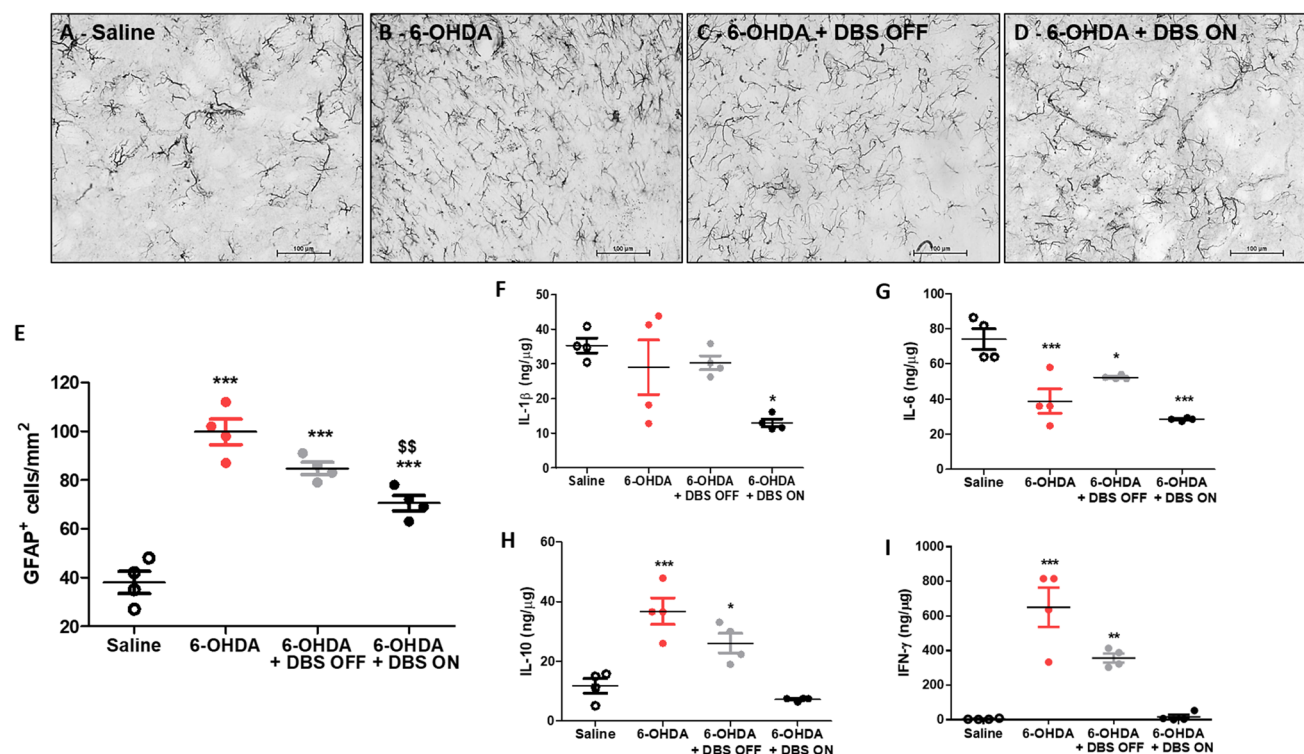 A - Saline
B - 6-OHDA
C - 6-OHDA + DBS OFF
D - 6-OHDA + DBS ON
100 µm
100 µm
100 µm
100 µm
E
GFAP+ cells/mm2
120
100
80
60
40
20
***
***
$$
***
Saline
6-OHDA
6-OHDA
+ DBS OFF
6-OHDA
+ DBS ON
F
IL-1β (ng/µg)
50
40
30
20
10
0
*
Saline
6-OHDA
6-OHDA
+ DBS OFF
6-OHDA
+ DBS ON
G
IL-6 (ng/µg)
100
80
60
40
20
0
***
*
***
Saline
6-OHDA
6-OHDA
+ DBS OFF
6-OHDA
+ DBS ON
H
IL-10 (ng/µg)
60
40
20
0
***
*
Saline
6-OHDA
6-OHDA
+ DBS OFF
6-OHDA
+ DBS ON
I
IFN-γ (ng/µg)
1000
800
600
400
200
0
***
**
Saline
6-OHDA
6-OHDA
+ DBS OFF
6-OHDA
+ DBS ON